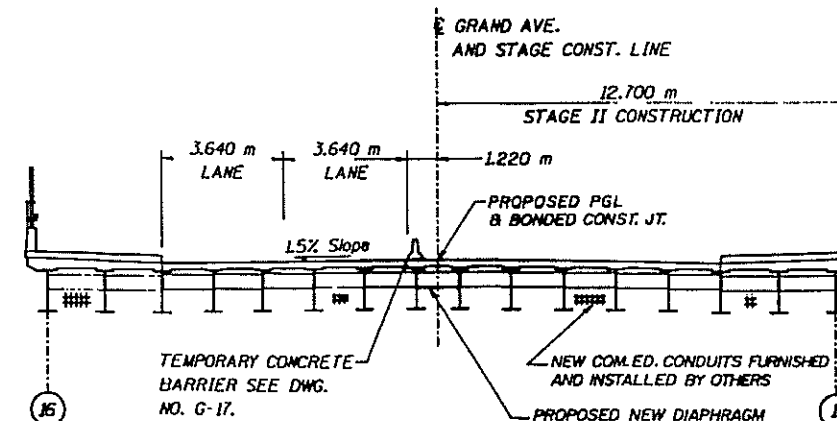 ℄ GRAND AVE.
AND STAGE CONST. LINE
12.700 m
STAGE II CONSTRUCTION
3.640 m
LANE
3.640 m
LANE
1.220 m
PROPOSED PGL
& BONDED CONST. JT.
1.5% Slope
TEMPORARY CONCRETE
BARRIER SEE DWG.
NO. G-17.
NEW COM.ED. CONDUITS FURNISHED
AND INSTALLED BY OTHERS
PROPOSED NEW DIAPHRAGM
16